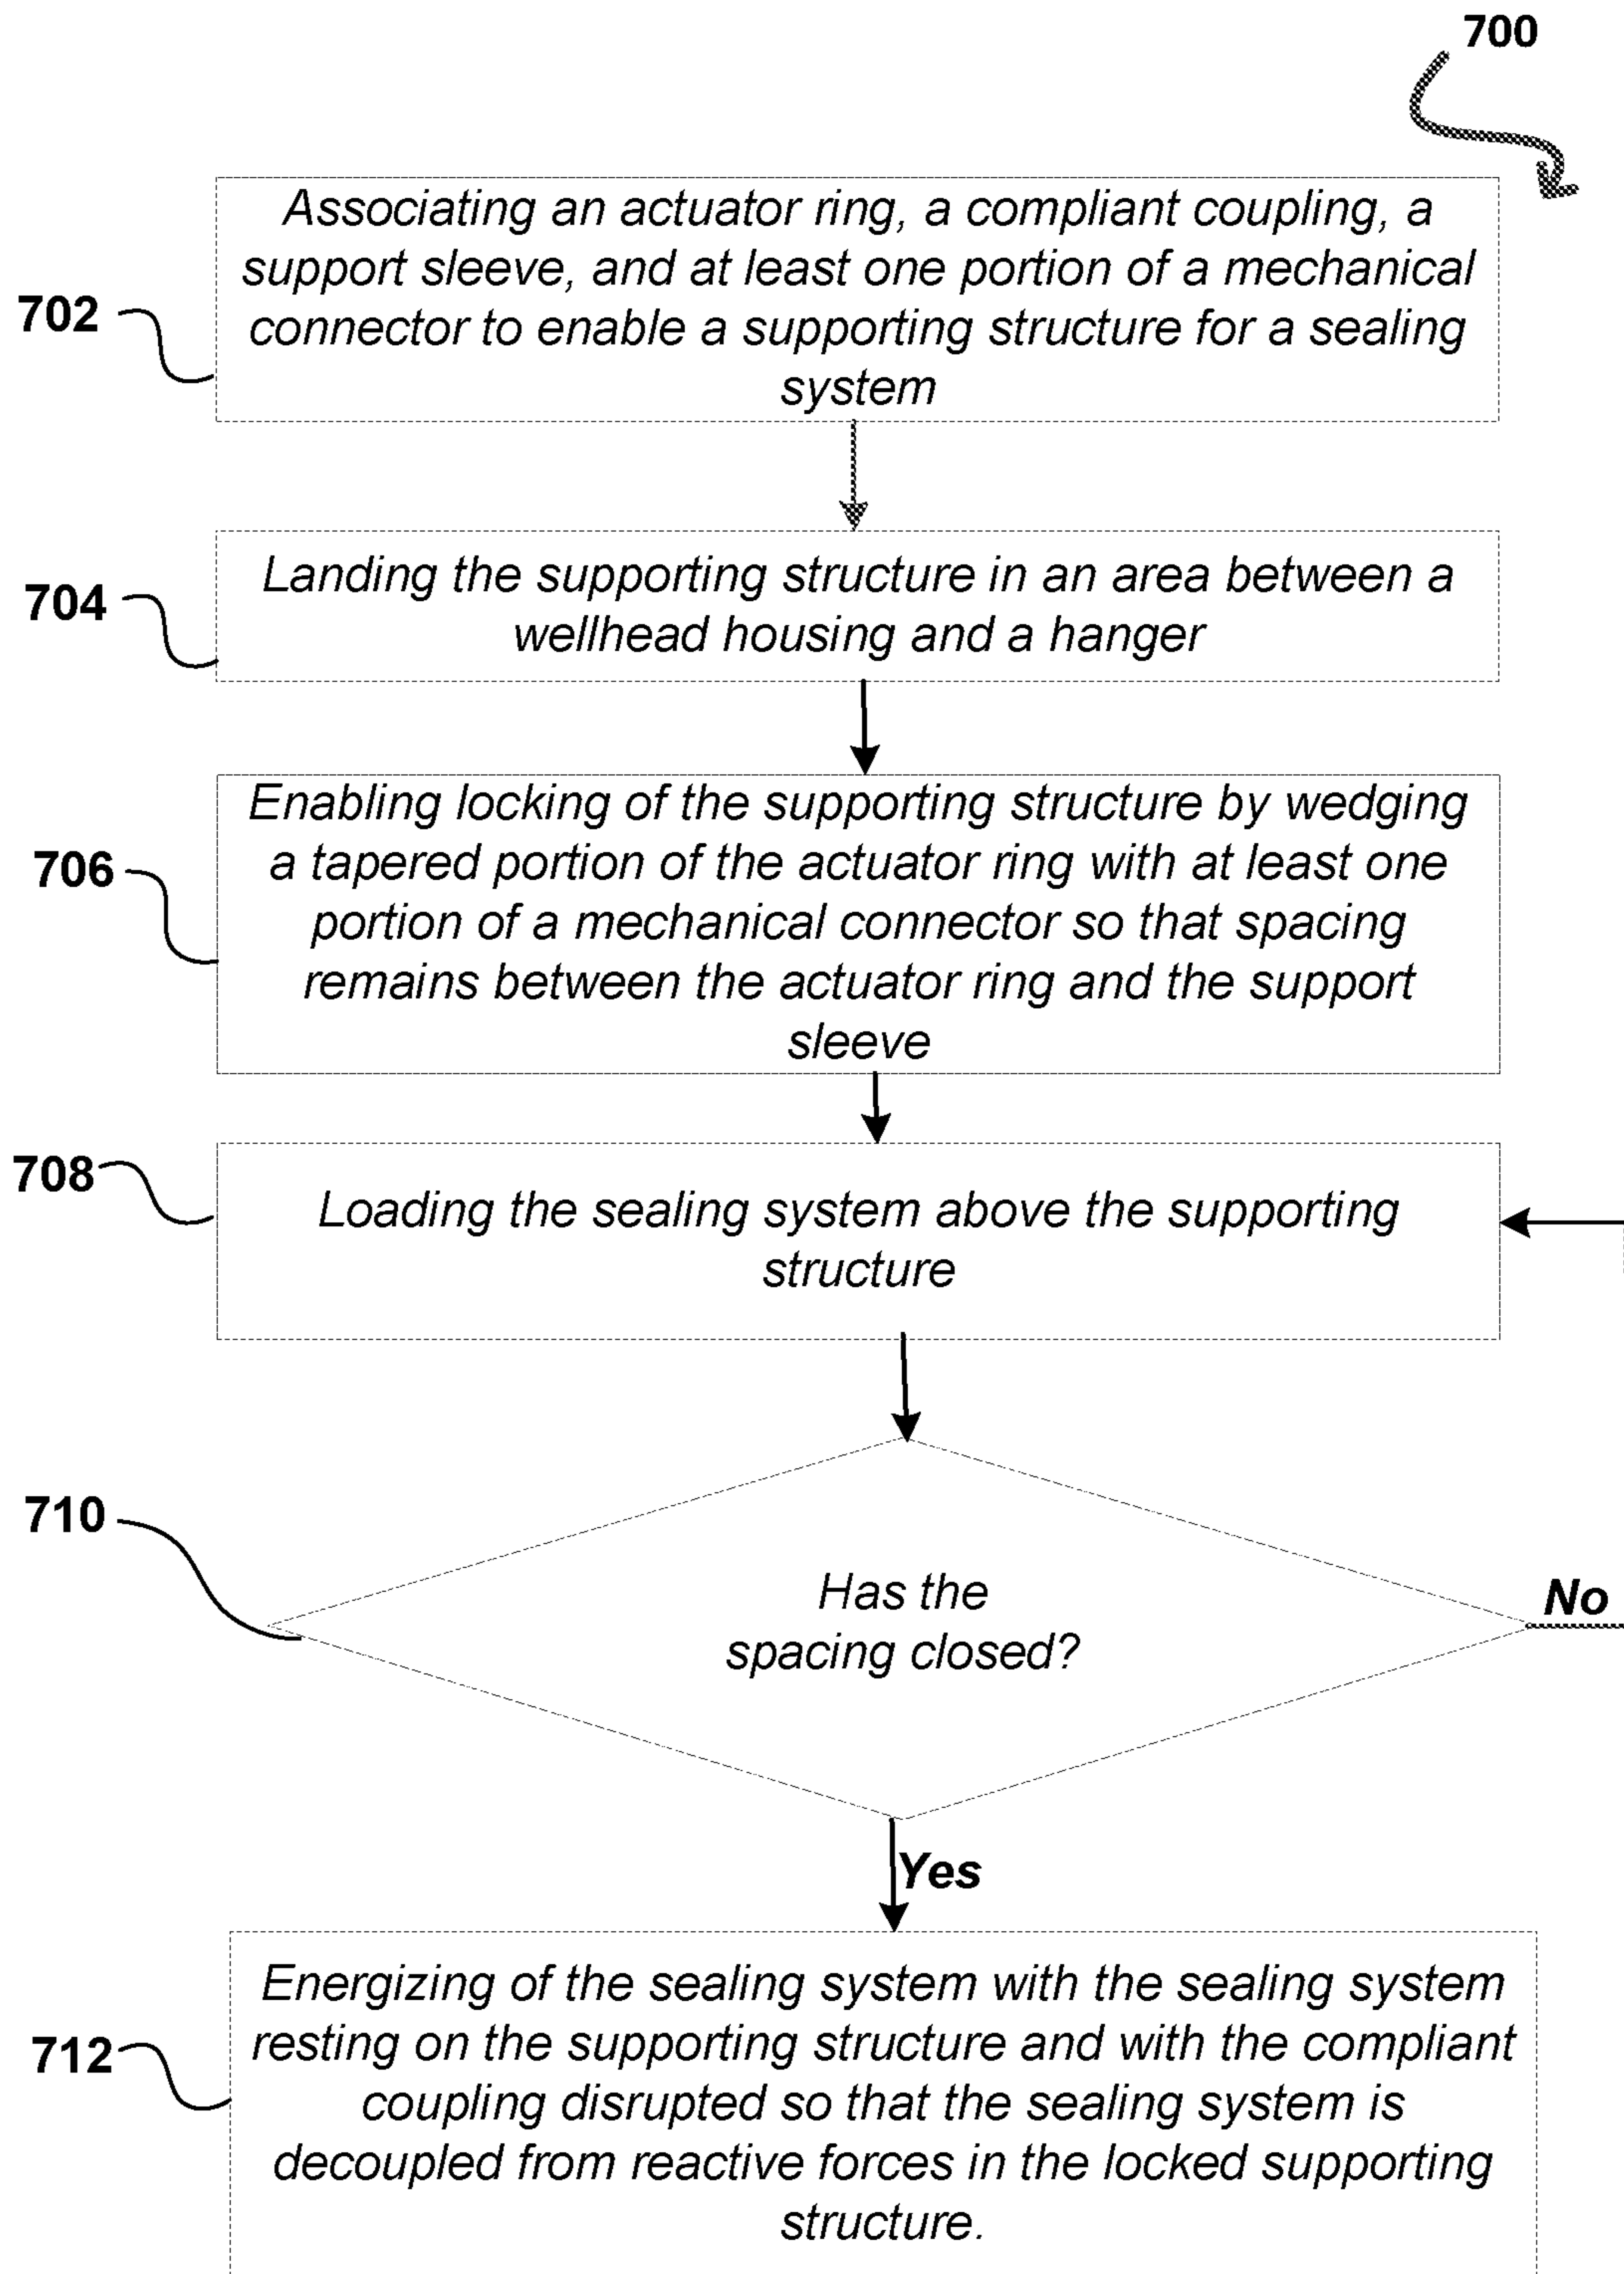 700
Associating an actuator ring, a compliant coupling, a
support sleeve, and at least one portion of a mechanical
connector to enable a supporting structure for a sealing
system
702
Landing the supporting structure in an area between a
wellhead housing and a hanger
704
Enabling locking of the supporting structure by wedging
a tapered portion of the actuator ring with at least one
portion of a mechanical connector so that spacing
remains between the actuator ring and the support
sleeve
706
708
Loading the sealing system above the supporting
structure
710
Has the
spacing closed?
No
Yes
Energizing of the sealing system with the sealing system
resting on the supporting structure and with the compliant
coupling disrupted so that the sealing system is
decoupled from reactive forces in the locked supporting
structure.
712